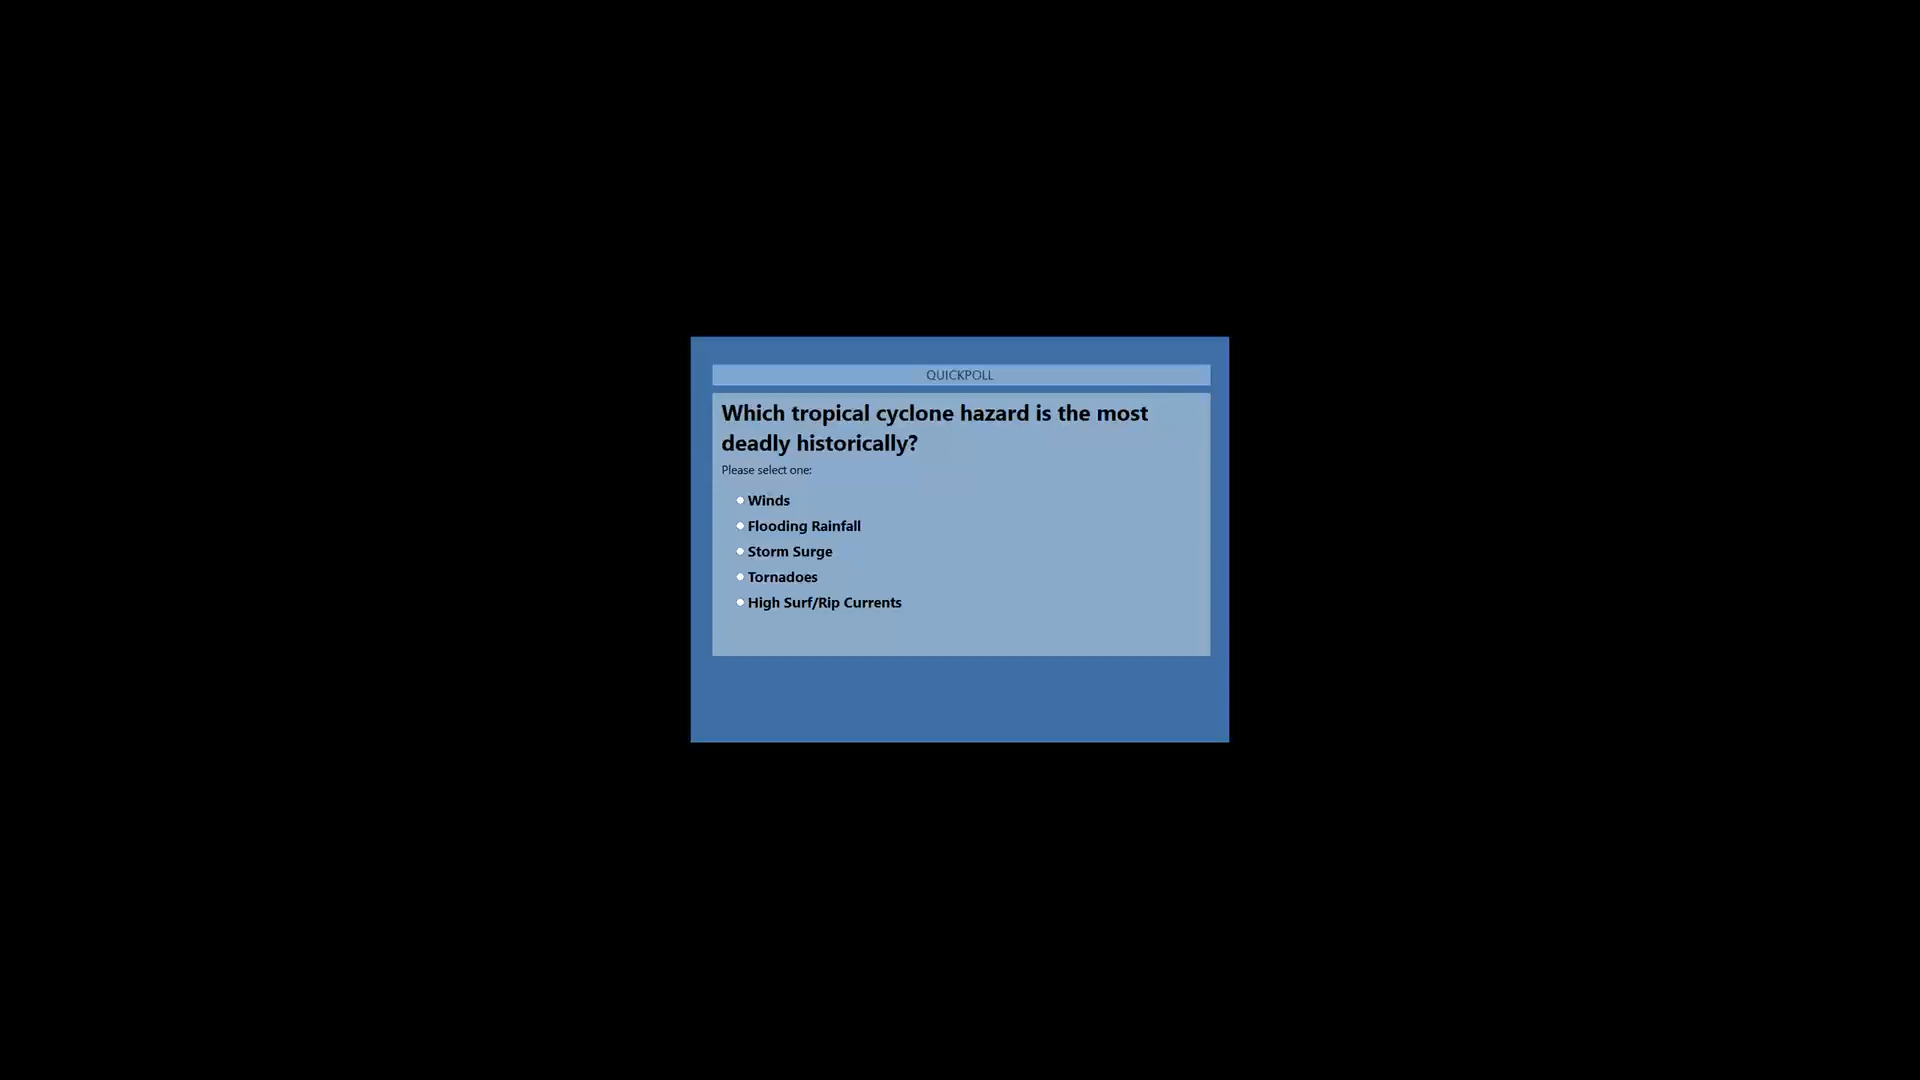 QUICKPOLL
Which tropical cyclone hazard is the most
deadly historically?
Please select one:
Winds
Flooding Rainfall
Storm Surge
Tornadoes
High Surf/Rip Currents